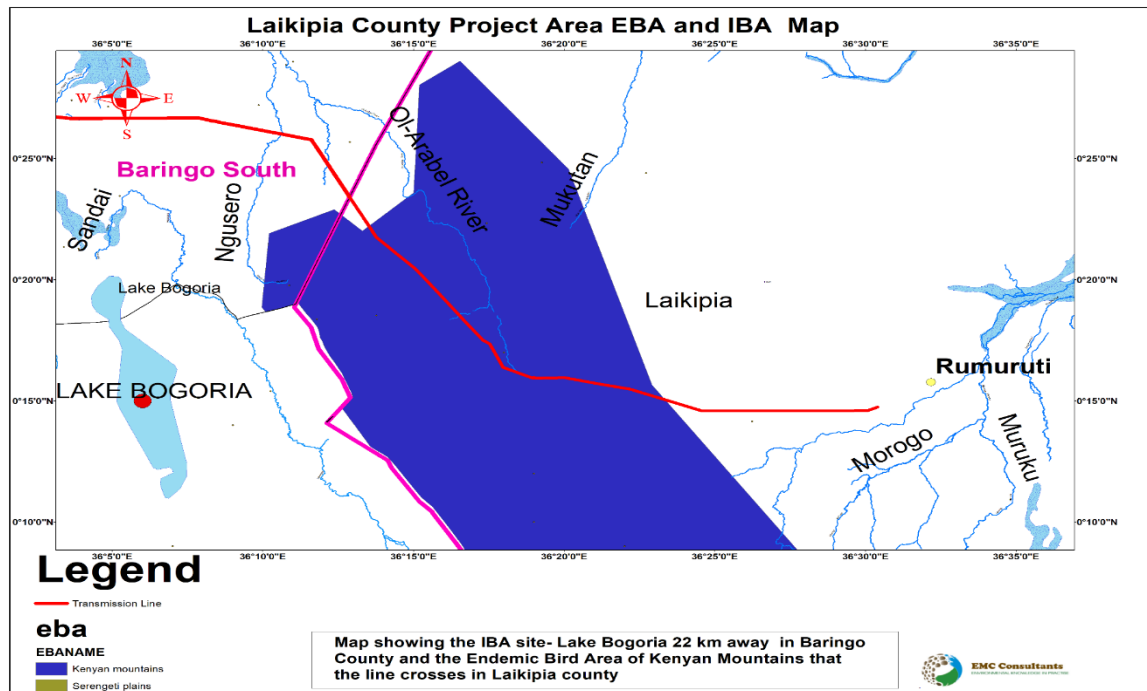 Laikipia County Project Area EBA and IBA Map
36°5'0"E 36°10'0"E 36°15'0"E 36°20'0"E 36°25'0"E 36°30'0"E 36°35'0"E
N
W E
S
0°25'0"N 0°25'0"N
Baringo South
Ol-Arabel River
Mukutan
Sandai
Ngusero
0°20'0"N 0°20'0"N
Lake Bogoria
Laikipia
Rumuruti
LAKE BOGORIA
0°15'0"N 0°15'0"N
Morogo
Muruku
0°10'0"N 0°10'0"N
36°5'0"E 36°10'0"E 36°15'0"E 36°20'0"E 36°25'0"E 36°30'0"E 36°35'0"E
Legend
Transmission Line
eba
EBANAME
Kenyan mountains
Serengeti plains
Map showing the IBA site- Lake Bogoria 22 km away in Baringo
County and the Endemic Bird Area of Kenyan Mountains that
the line crosses in Laikipia county
EMC Consultants